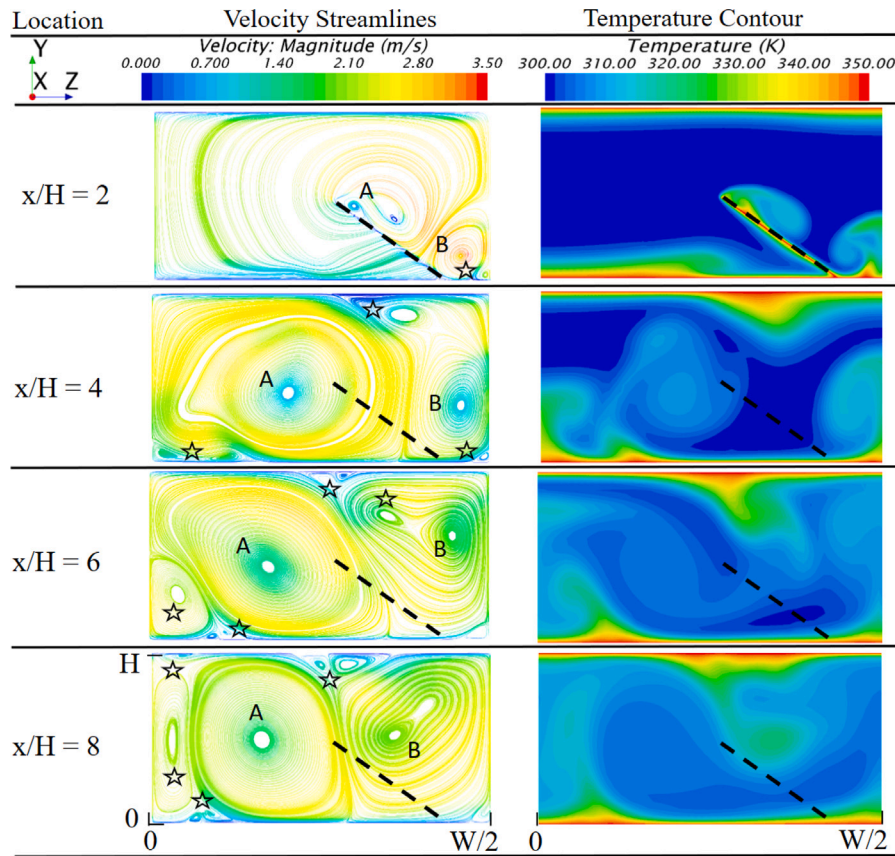 Location Velocity Streamlines Temperature Contour
Y Velocity: Magnitude (m/s) Temperature (K)
0.000 0.700 1.40 2.10 2.80 3.50 300.00 310.00 320.00 330.00 340.00 350.00
X Z
x/H = 2
A
B
x/H = 4
A
B
x/H = 6
A
B
H
x/H = 8
A
B
0
0 W/2 0 W/2